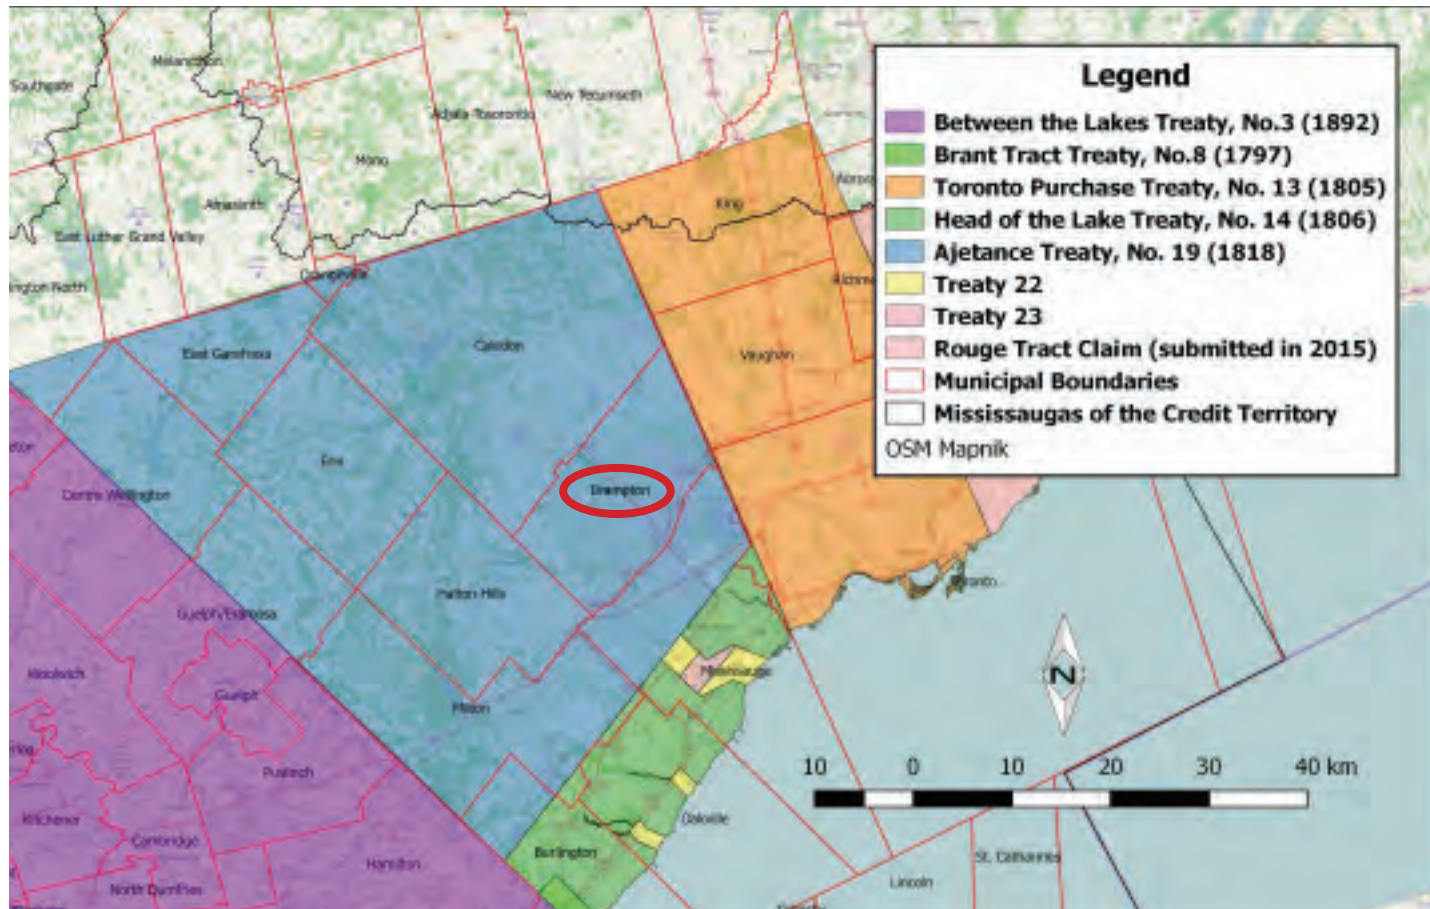 Southgate
Melancthon
New Tecumseth
Adjala-Tosorontio
Mono
Amaranth
East Luther Grand Valley
ington North
Orangeville
King
East Garafraxa
Caledon
Vaughan
Erin
Brampton
Centre Wellington
Halton Hills
Guelph/Eramosa
Toronto
Woolwich
Guelph
Mississauga
Milton
Puslinch
Kitchener
Cambridge
Oakville
Hamilton
Burlington
North Dumfries
St. Catharines
Lincoln
Legend
Between the Lakes Treaty, No.3 (1892)
Brant Tract Treaty, No.8 (1797)
Toronto Purchase Treaty, No. 13 (1805)
Head of the Lake Treaty, No. 14 (1806)
Ajetance Treaty, No. 19 (1818)
Treaty 22
Treaty 23
Rouge Tract Claim (submitted in 2015)
Municipal Boundaries
Mississaugas of the Credit Territory
OSM Mapnik
N
10 0 10 20 30 40 km